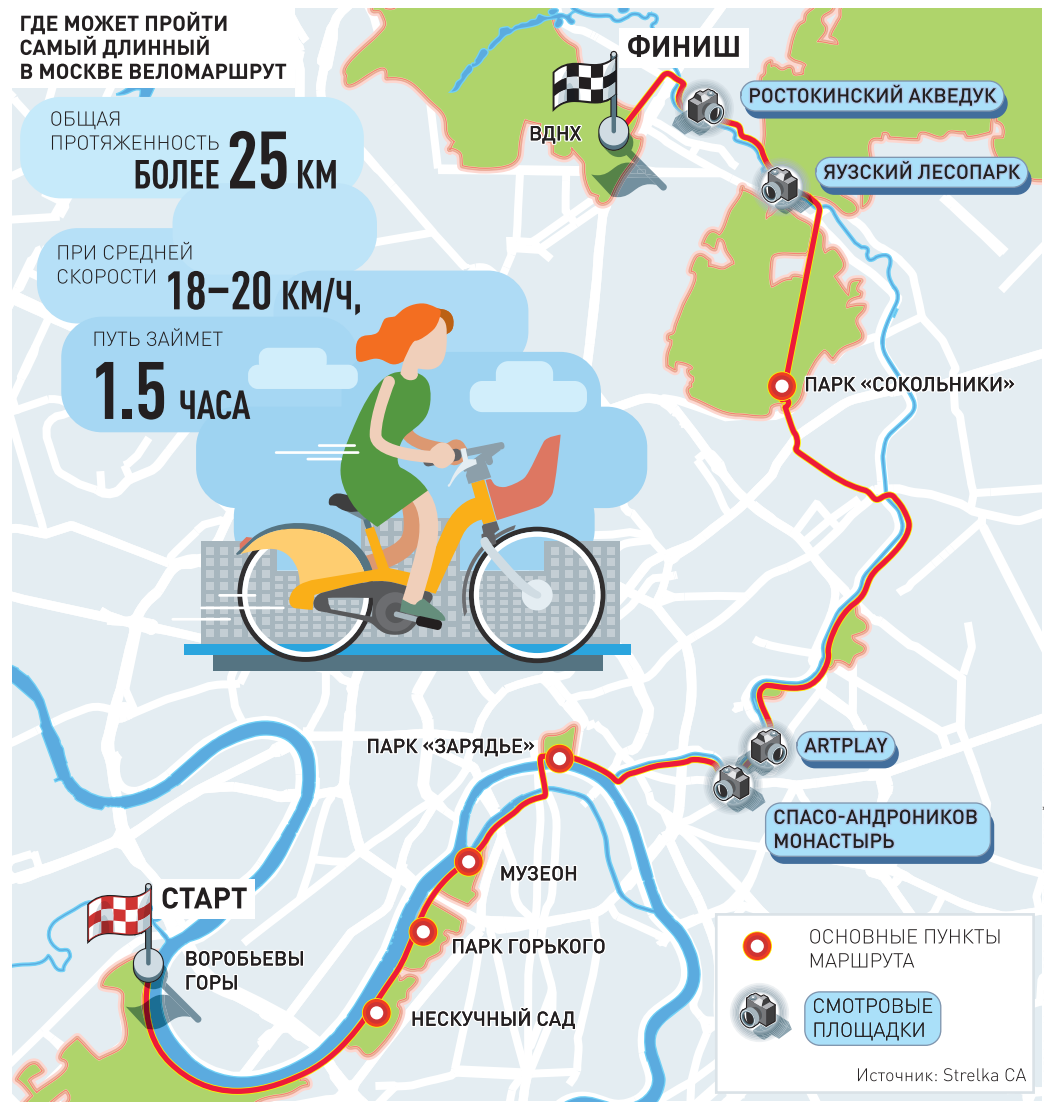 ГДЕ МОЖЕТ ПРОЙТИ
САМЫЙ ДЛИННЫЙ
В МОСКВЕ ВЕЛОМАРШРУТ
ОБЩАЯ
ПРОТЯЖЕННОСТЬ
БОЛЕЕ 25 КМ
ПРИ СРЕДНЕЙ
СКОРОСТИ 18–20 КМ/Ч,
ПУТЬ ЗАЙМЕТ
1.5 ЧАСА
ФИНИШ
ВДНХ
РОСТОКИНСКИЙ АКВЕДУК
ЯУЗСКИЙ ЛЕСОПАРК
ПАРК «СОКОЛЬНИКИ»
ПАРК «ЗАРЯДЬЕ»
ARTPLAY
СПАСО-АНДРОНИКОВ
МОНАСТЫРЬ
МУЗЕОН
СТАРТ
ВОРОБЬЕВЫ
ГОРЫ
ПАРК ГОРЬКОГО
НЕСКУЧНЫЙ САД
ОСНОВНЫЕ ПУНКТЫ
МАРШРУТА
СМОТРОВЫЕ
ПЛОЩАДКИ
Источник: Strelka CA